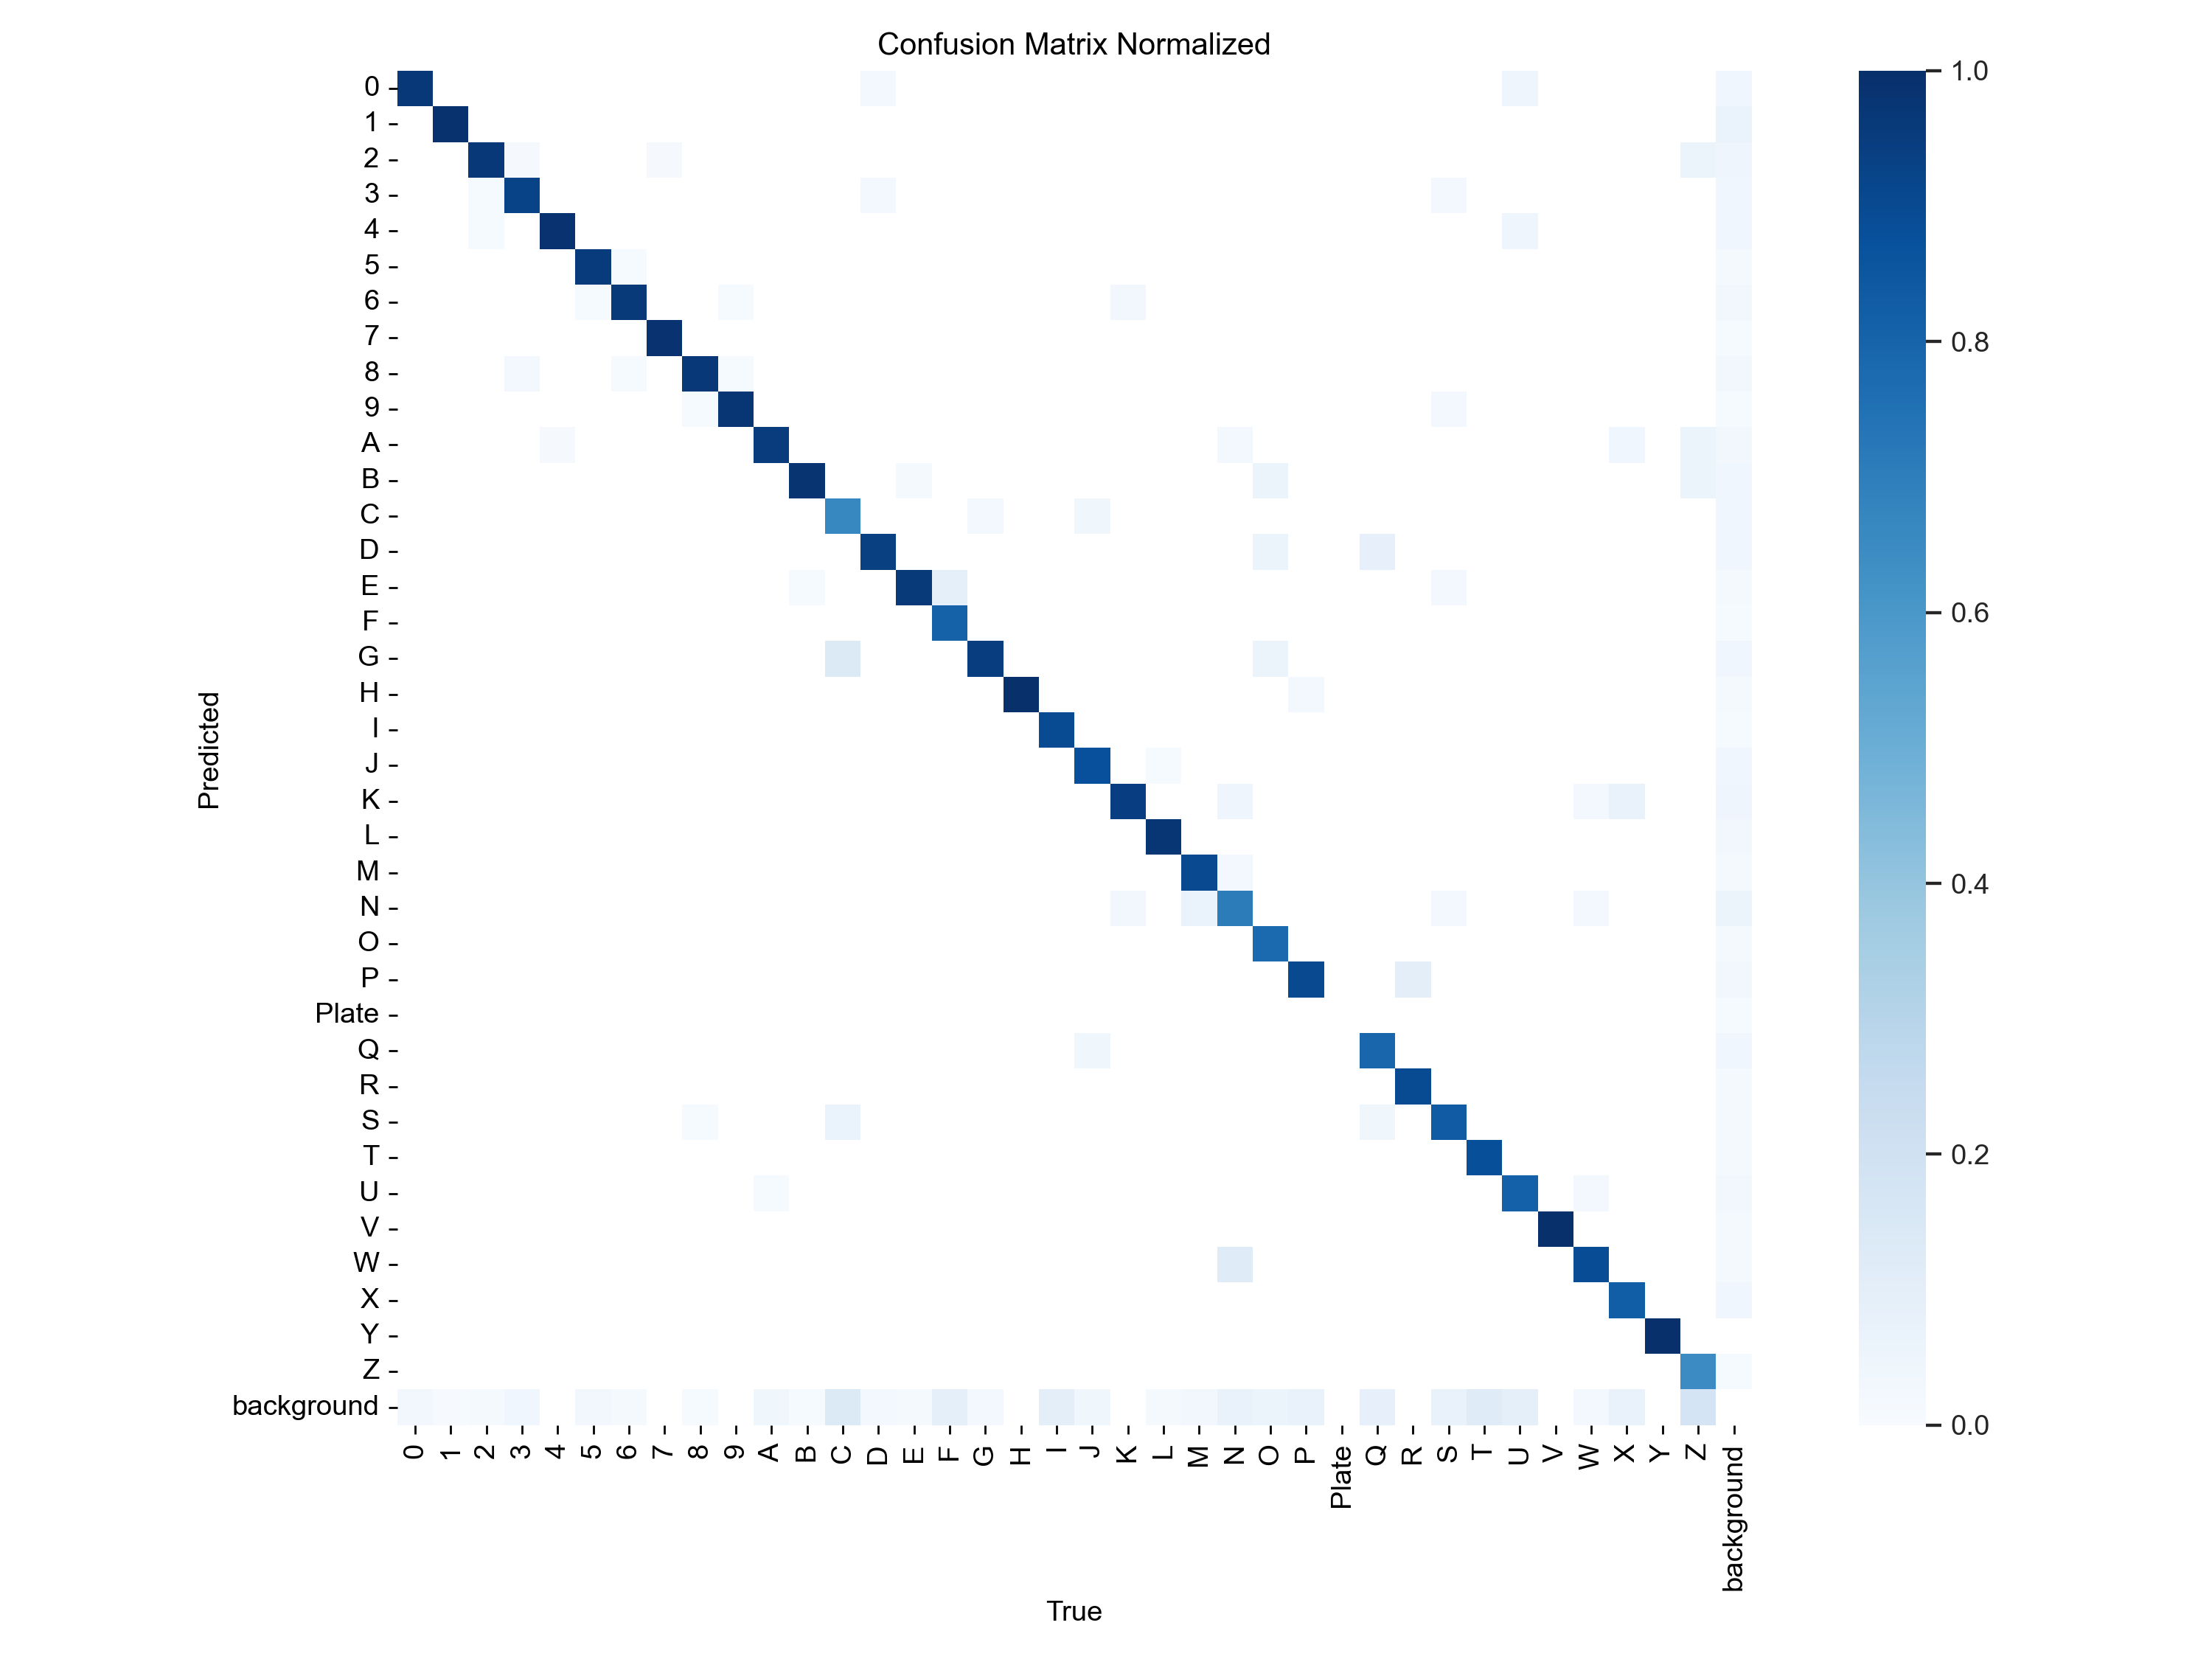 Confusion Matrix Normalized
Predicted
0
1
2
3
4
5
6
7
8
9
A
B
C
D
E
F
G
H
I
J
K
L
M
N
O
P
Plate
Q
R
S
T
U
V
W
X
Y
Z
background
0 1 2 3 4 5 6 7 8 9 A B C D E F G H I J K L M N O P Plate Q R S T U V W X Y Z background
True
1.0
0.8
0.6
0.4
0.2
0.0